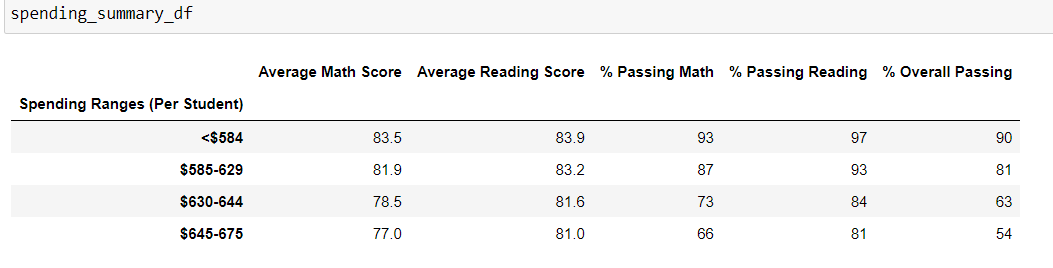 spending_summary_df
Average Math Score Average Reading Score % Passing Math % Passing Reading % Overall Passing
Spending Ranges (Per Student)
<$584 83.5 83.9 93 97 90
$585-629 81.9 83.2 87 93 81
$630-644 78.5 81.6 73 84 63
$645-675 77.0 81.0 66 81 54